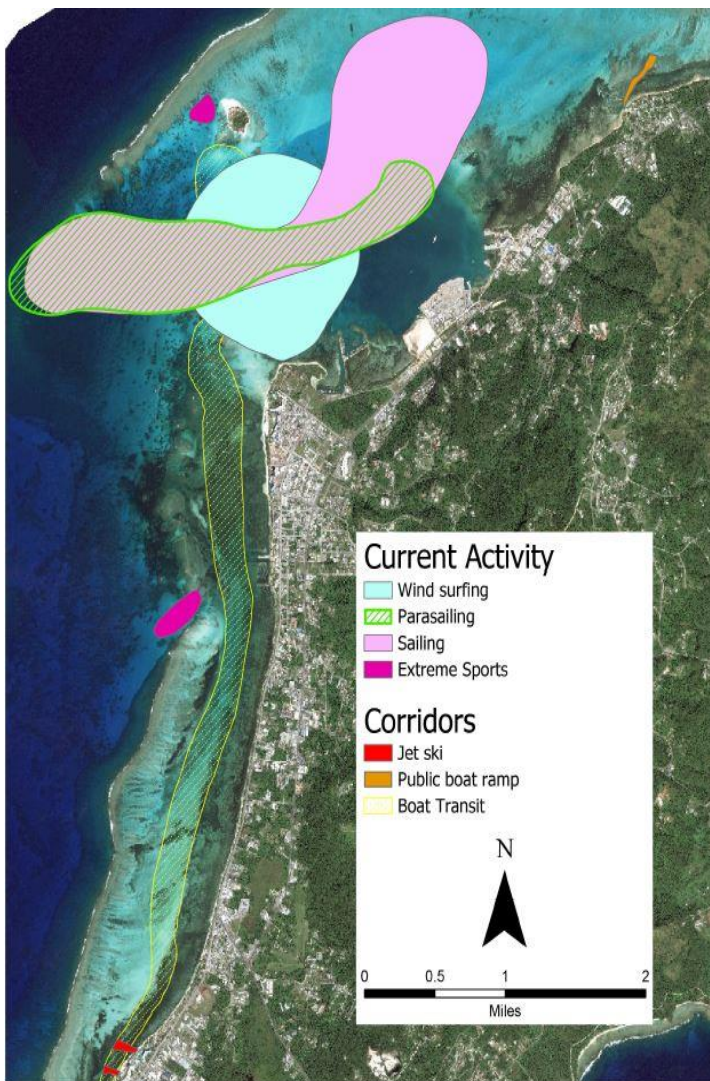 Current Activity
Wind surfing
Parasailing
Sailing
Extreme Sports
Corridors
Jet ski
Public boat ramp
Boat Transit
N
0 0.5 1 2
Miles